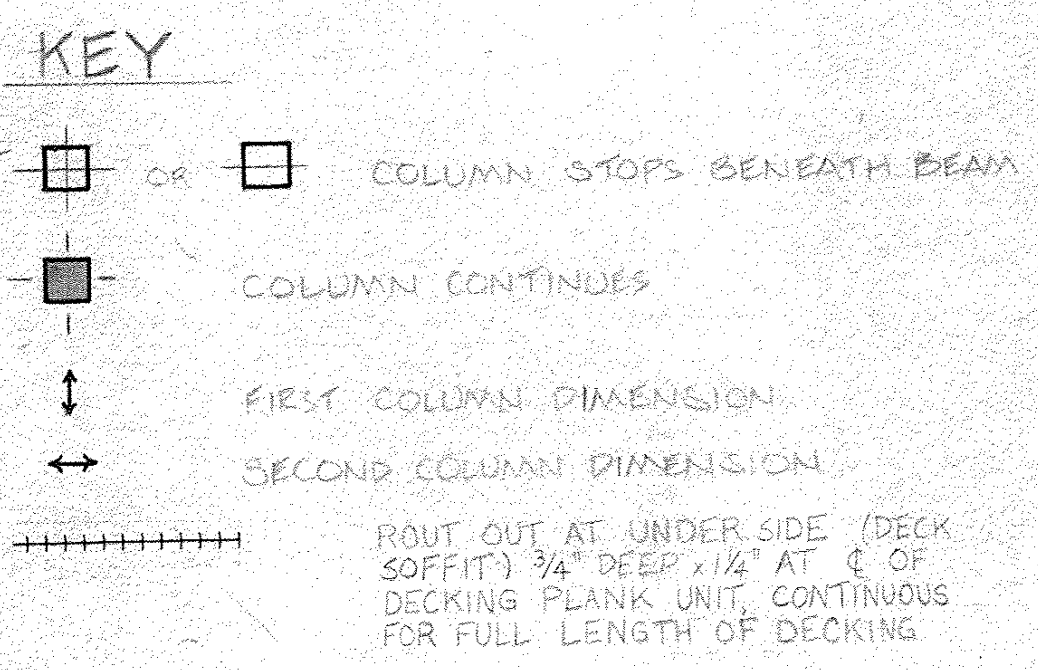 KEY
OR COLUMN STOPS BENEATH BEAM
COLUMN CONTINUES
FIRST COLUMN DIMENSION
SECOND COLUMN DIMENSION
ROUT OUT AT UNDER SIDE (DECK
SOFFIT) 3/4" DEEP x 1 1/4" AT ℄ OF
DECKING PLANK UNIT, CONTINUOUS
FOR FULL LENGTH OF DECKING